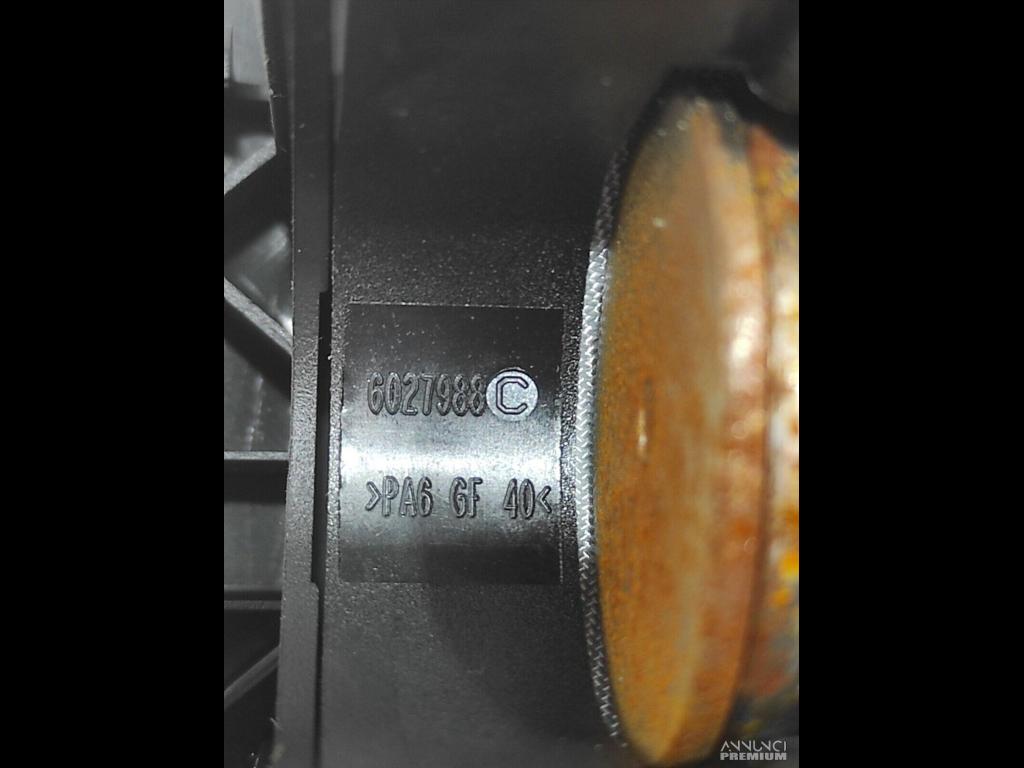 6027988 C
>PA6 GF 40<
ANNUNCI
PREMIUM